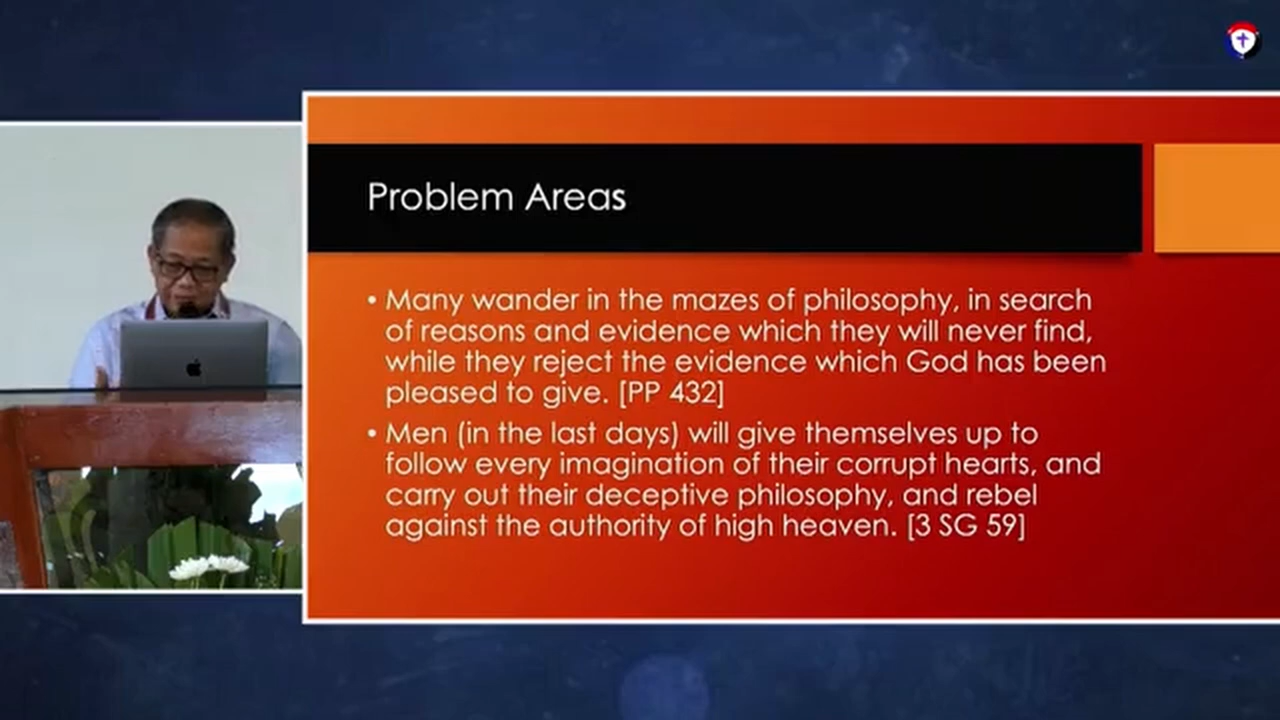 Problem Areas
• Many wander in the mazes of philosophy, in search
of reasons and evidence which they will never find,
while they reject the evidence which God has been
pleased to give. [PP 432]
• Men (in the last days) will give themselves up to
follow every imagination of their corrupt hearts, and
carry out their deceptive philosophy, and rebel
against the authority of high heaven. [3 SG 59]